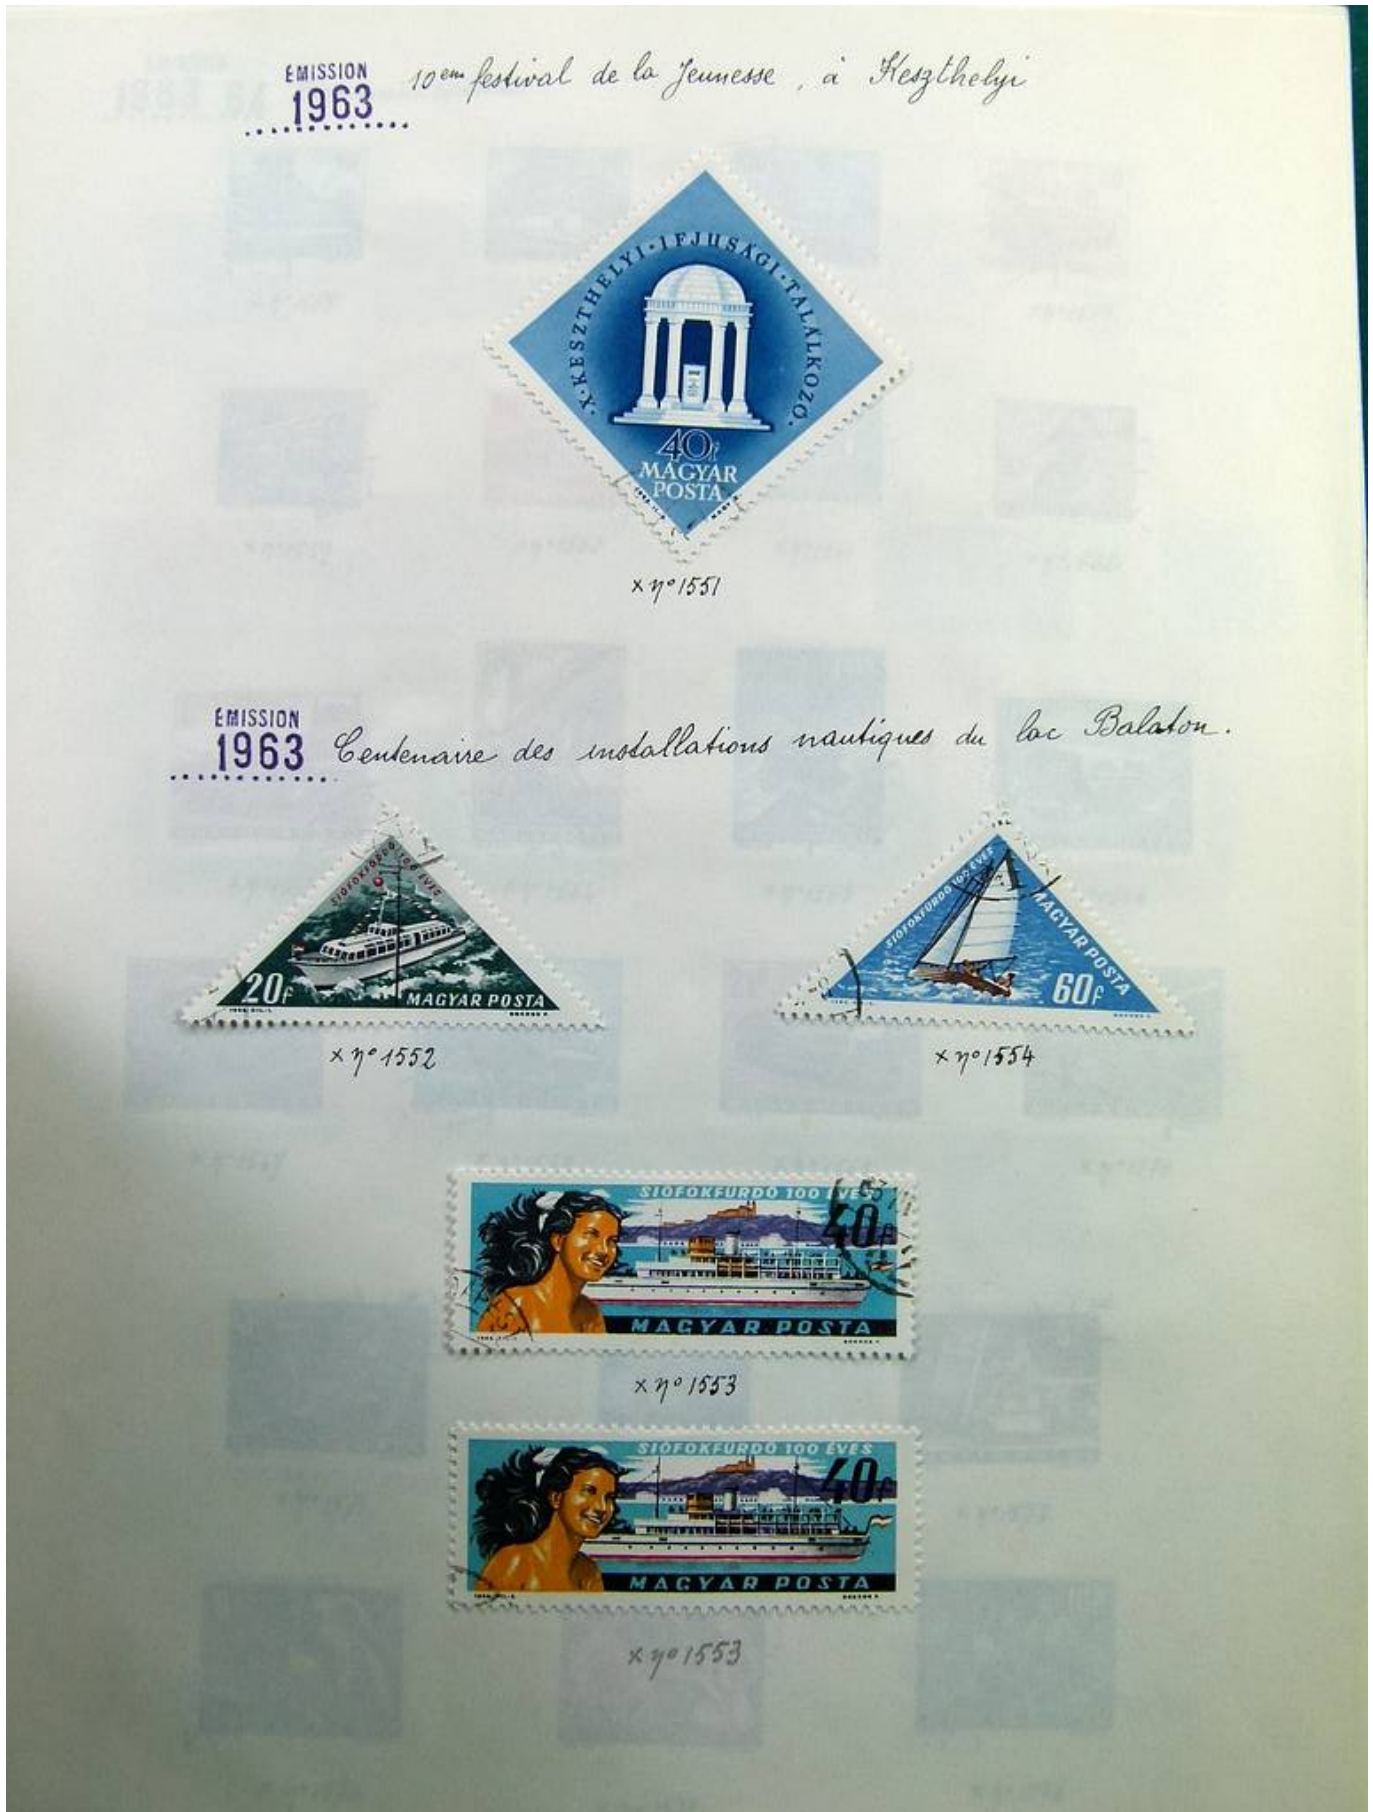 ÉMISSION
1963
10em festival de la Jeunesse, à Keszthelyi
X·KESZTHELYI·IFJUSÁGI·TALÁLKOZÓ·
40f
MAGYAR
POSTA
x n° 1551
ÉMISSION
1963
Centenaire des installations nautiques du lac Balaton.
SIÓFOKFÜRDŐ 100 ÉVES
20f
MAGYAR POSTA
x n° 1552
SIÓFOKFÜRDŐ 100 ÉVES
MAGYAR POSTA
60f
x n° 1554
SIÓFOKFÜRDŐ 100 ÉVES
40f
MAGYAR POSTA
x n° 1553
SIÓFOKFÜRDŐ 100 ÉVES
40f
MAGYAR POSTA
x n° 1553